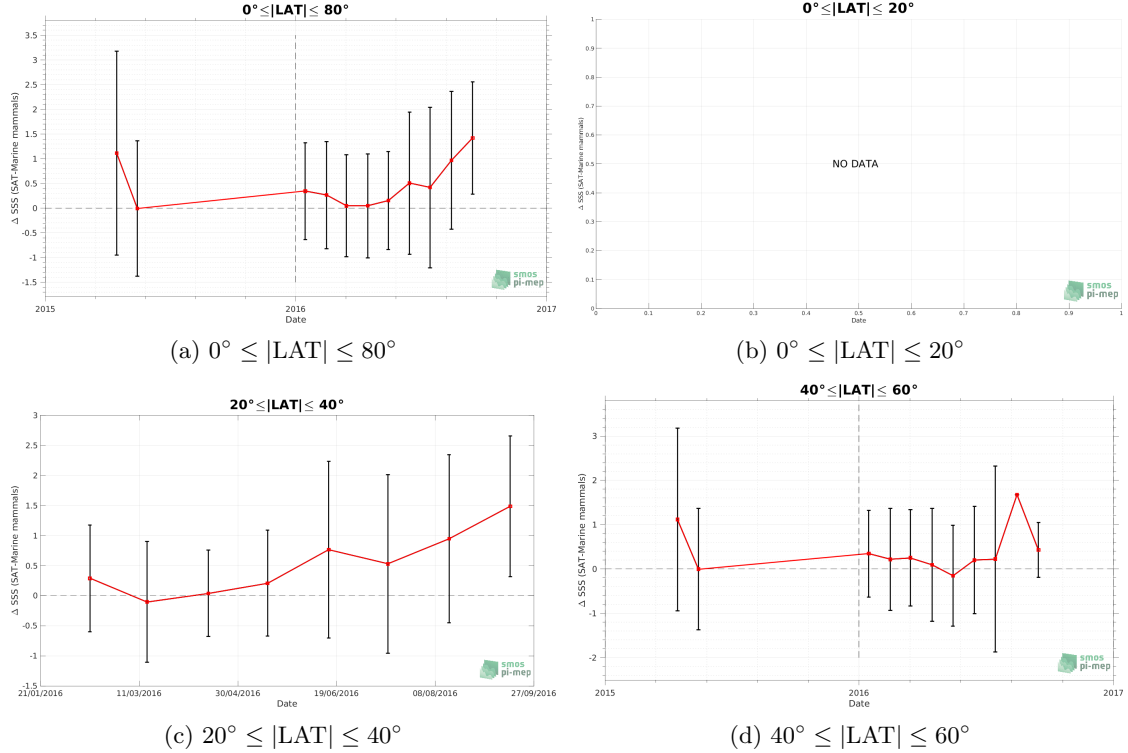 0°≤|LAT|≤ 80°
3.5
3
2.5
2
1.5
1
0.5
0
-0.5
-1
-1.5
Δ SSS (SAT-Marine mammals)
2015
2016
2017
Date
smos
pi-mep
(a) 0° ≤ |LAT| ≤ 80°
0°≤|LAT|≤ 20°
1
0.9
0.8
0.7
0.6
0.5
0.4
0.3
0.2
0.1
0
Δ SSS (SAT-Marine mammals)
NO DATA
0
0.1
0.2
0.3
0.4
0.5
0.6
0.7
0.8
0.9
1
Date
smos
pi-mep
(b) 0° ≤ |LAT| ≤ 20°
20°≤|LAT|≤ 40°
3
2.5
2
1.5
1
0.5
0
-0.5
-1
-1.5
Δ SSS (SAT-Marine mammals)
21/01/2016
11/03/2016
30/04/2016
19/06/2016
08/08/2016
27/09/2016
Date
smos
pi-mep
(c) 20° ≤ |LAT| ≤ 40°
40°≤|LAT|≤ 60°
3
2
1
0
-1
-2
Δ SSS (SAT-Marine mammals)
2015
2016
2017
Date
smos
pi-mep
(d) 40° ≤ |LAT| ≤ 60°